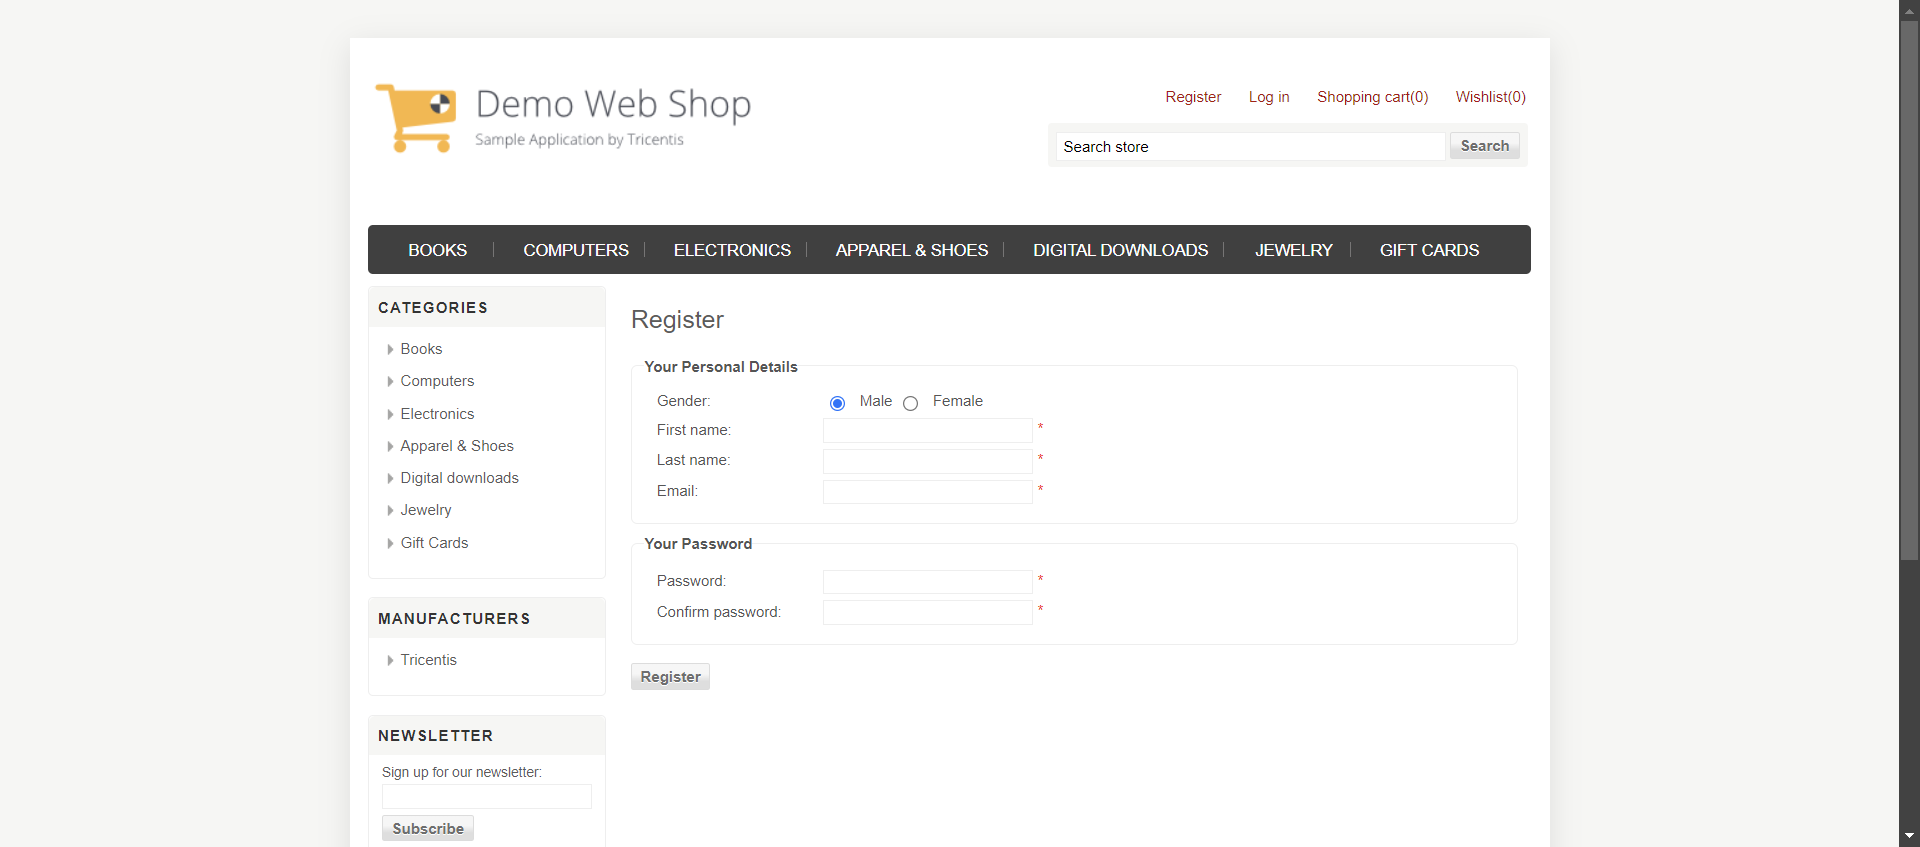 Demo Web Shop
Sample Application by Tricentis
Register Log in Shopping cart(0) Wishlist(0)
Search store Search
BOOKS COMPUTERS ELECTRONICS APPAREL & SHOES DIGITAL DOWNLOADS JEWELRY GIFT CARDS
CATEGORIES
Books
Computers
Electronics
Apparel & Shoes
Digital downloads
Jewelry
Gift Cards
MANUFACTURERS
Tricentis
NEWSLETTER
Sign up for our newsletter:
Subscribe
Register
Your Personal Details
Gender: Male Female
First name: *
Last name: *
Email: *
Your Password
Password: *
Confirm password: *
Register